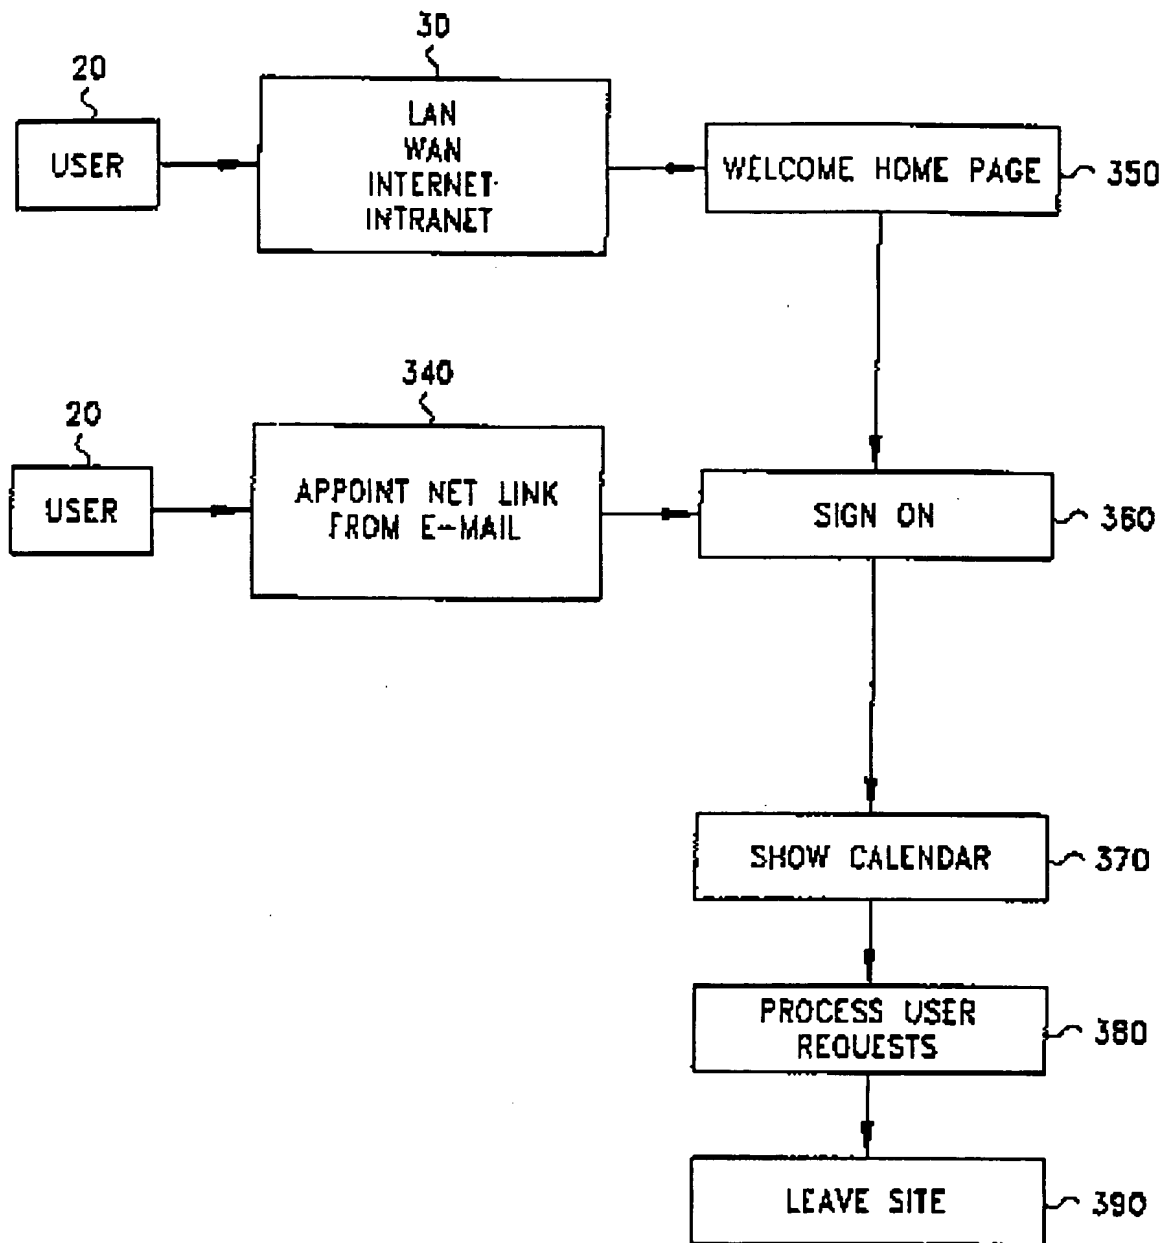 30
20
USER
LAN
WAN
INTERNET
INTRANET
WELCOME HOME PAGE
350
340
20
USER
APPOINT NET LINK
FROM E-MAIL
SIGN ON
360
SHOW CALENDAR
370
PROCESS USER
REQUESTS
380
LEAVE SITE
390